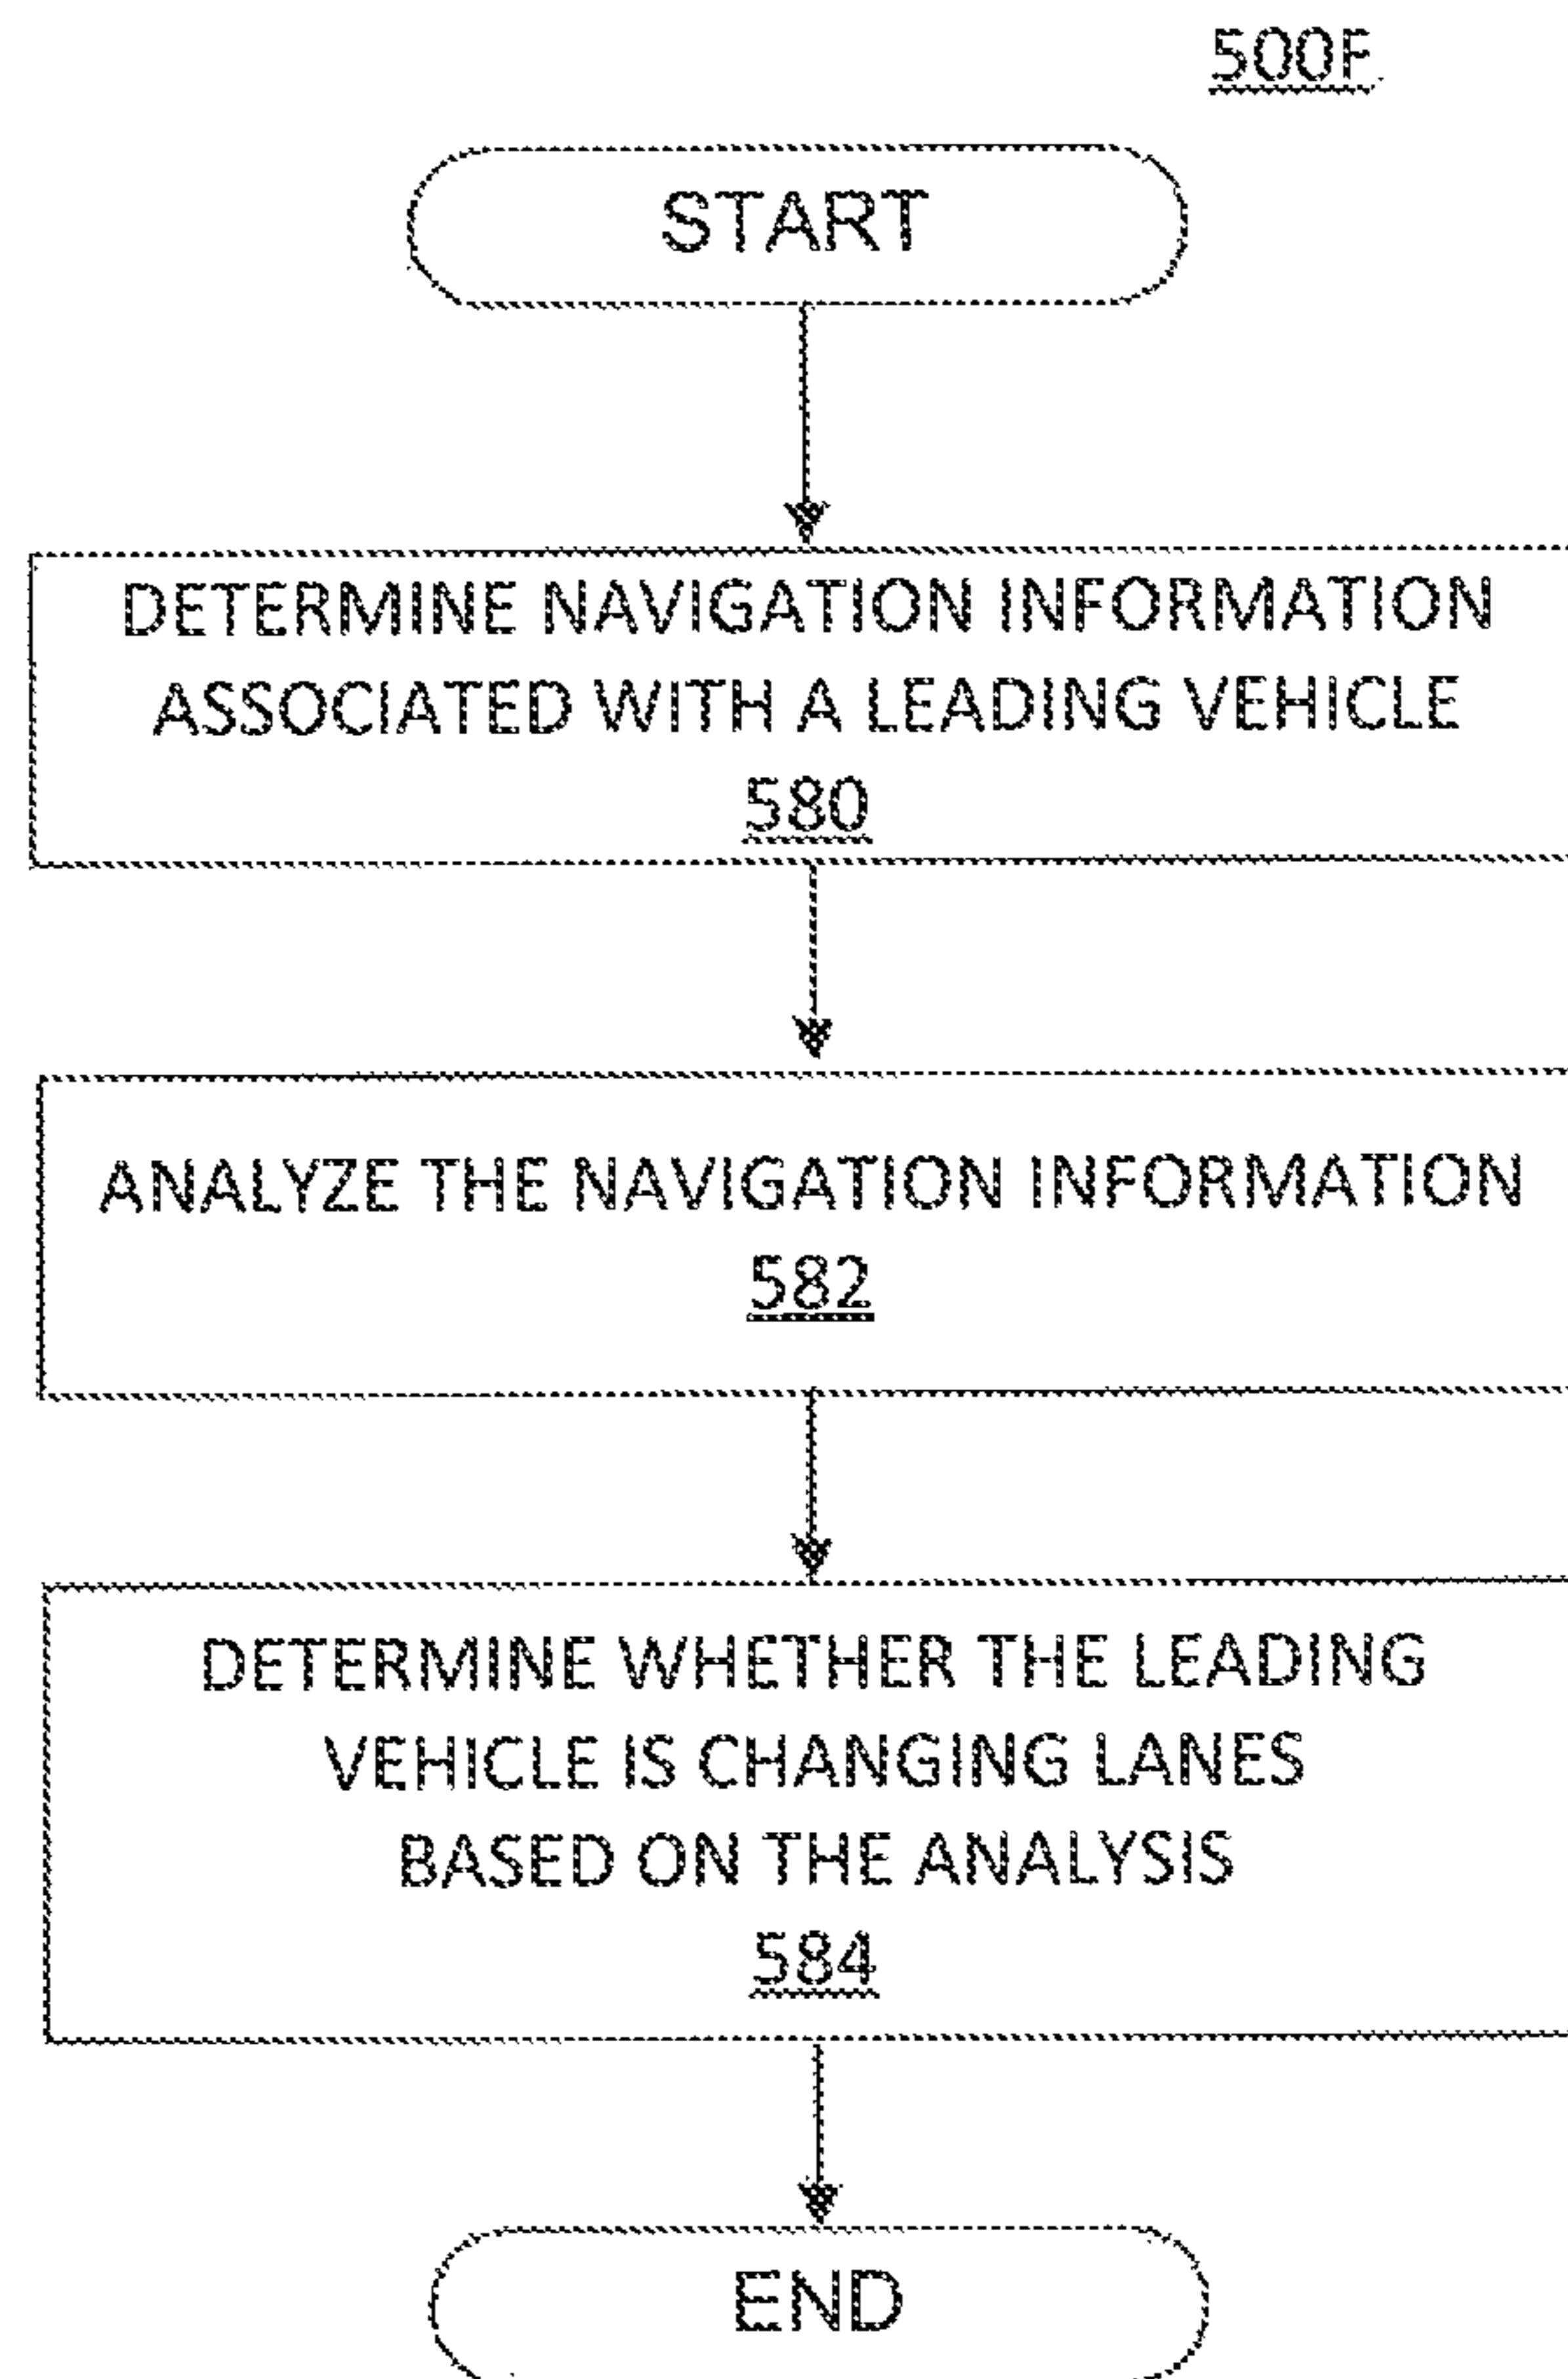 500F
START
DETERMINE NAVIGATION INFORMATION
ASSOCIATED WITH A LEADING VEHICLE
580
ANALYZE THE NAVIGATION INFORMATION
582
DETERMINE WHETHER THE LEADING
VEHICLE IS CHANGING LANES
BASED ON THE ANALYSIS
584
END